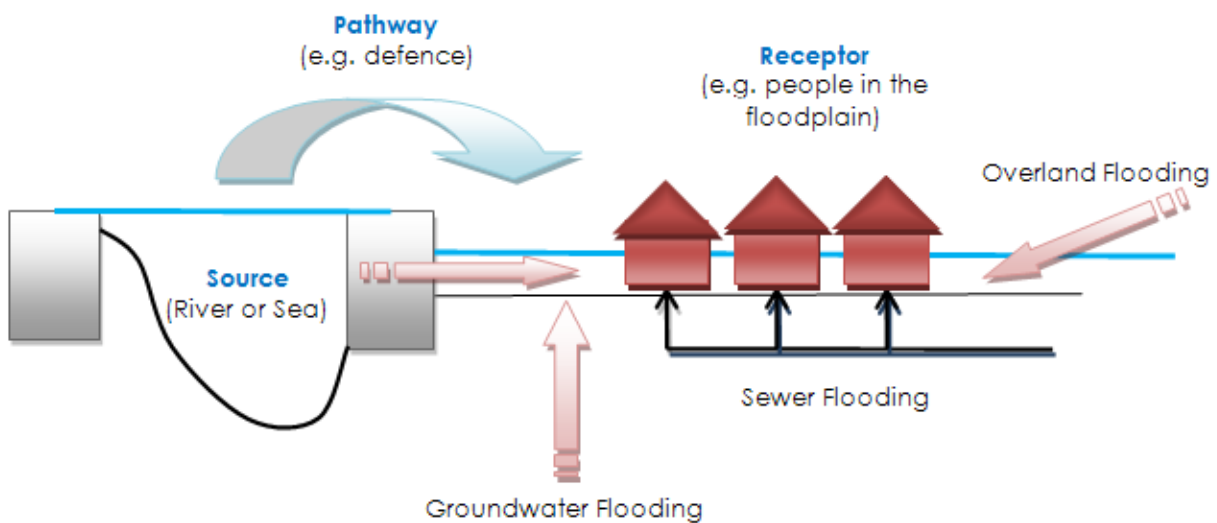 Pathway
(e.g. defence)
Receptor
(e.g. people in the
floodplain)
Overland Flooding
Source
(River or Sea)
Sewer Flooding
Groundwater Flooding